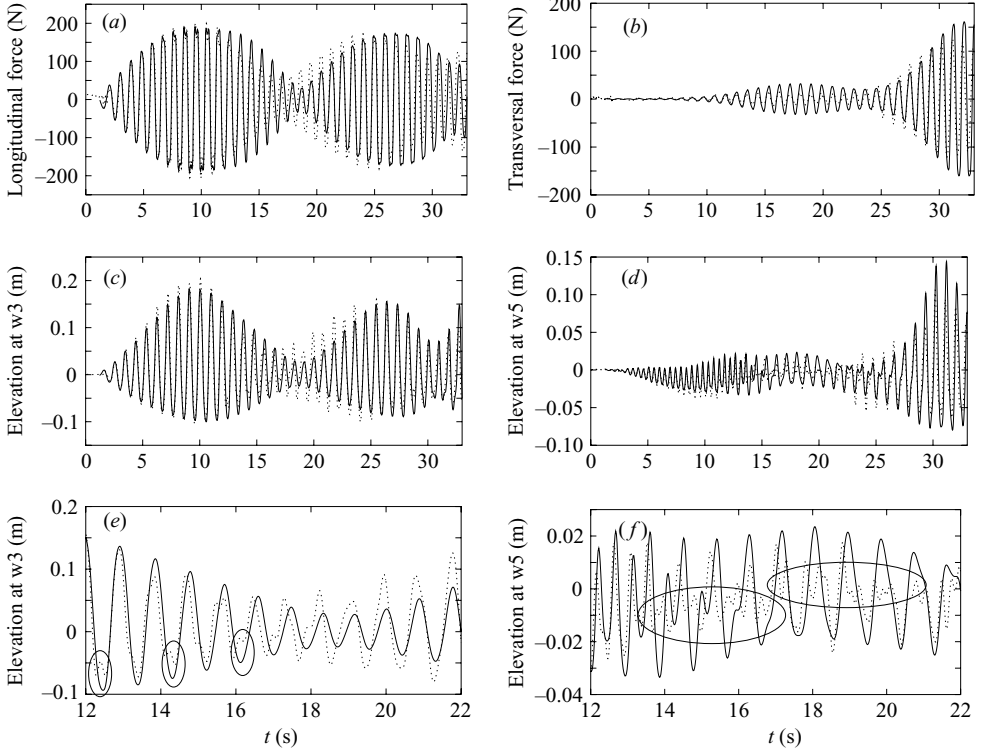 (a)
Longitudinal force (N)
200
100
0
–100
–200
0 5 10 15 20 25 30
(b)
Transversal force (N)
200
100
0
–100
–200
0 5 10 15 20 25 30
(c)
Elevation at w3 (m)
0.2
0.1
0
–0.1
0 5 10 15 20 25 30
(d)
Elevation at w5 (m)
0.15
0.10
0.05
0
–0.05
–0.10
0 5 10 15 20 25 30
(e)
Elevation at w3 (m)
0.2
0.1
0
–0.1
12 14 16 18 20 22
t (s)
(f)
Elevation at w5 (m)
0.02
0
–0.02
–0.04
12 14 16 18 20 22
t (s)